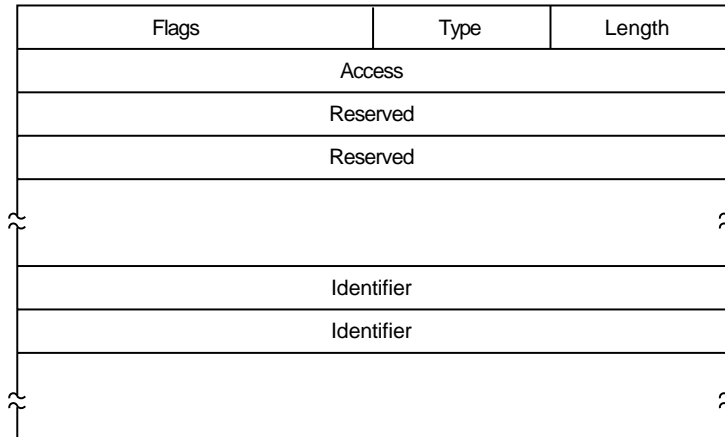 Flags Type Length
Access
Reserved
Reserved
Identifier
Identifier